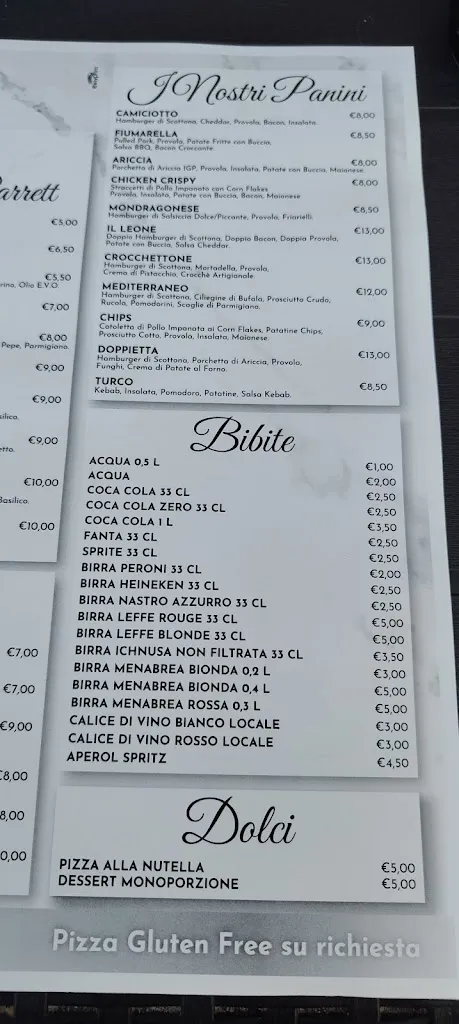 I Nostri Panini
CAMICIOTTO €8,00
Hamburger di Scottona, Cheddar, Provola, Bacon, Insalata.
FIUMARELLA €8,50
Pulled Pork, Provola, Patate Fritte con Buccia,
Salsa BBQ, Bacon Croccante.
ARICCIA €8,00
Porchetta di Ariccia IGP, Provola, Insalata, Patate con Buccia, Maionese.
CHICKEN CRISPY €8,00
Straccetti di Pollo Impanato con Corn Flakes
Provola, Insalata, Patate con Buccia, Bacon, Maionese
MONDRAGONESE €8,50
Hamburger di Salsiccia Dolce/Piccante, Provola, Friarielli.
IL LEONE €13,00
Doppio Hamburger di Scottona, Doppio Bacon, Doppia Provola,
Patate con Buccia, Salsa Cheddar.
CROCCHETTONE €13,00
Hamburger di Scottona, Mortadella, Provola,
Crema di Pistacchio, Crocchè Artigianale.
MEDITERRANEO €12,00
Hamburger di Scottona, Ciliegine di Bufala, Prosciutto Crudo,
Rucola, Pomodorini, Scaglie di Parmigiano.
CHIPS €9,00
Cotoletta di Pollo Impanata ai Corn Flakes, Patatine Chips,
Prosciutto Cotto, Provola, Insalata, Maionese.
DOPPIETTA €13,00
Hamburger di Scottona, Porchetta di Ariccia, Provola,
Funghi, Crema di Patate al Forno.
TURCO €8,50
Kebab, Insalata, Pomodoro, Patatine, Salsa Kebab.
arrett
€5,00
€6,50
€5,50
rino, Olio E.V.O.
€7,00
€8,00
Pepe, Parmigiano.
€9,00
€9,00
silico.
€9,00
etto.
€10,00
Basilico.
€10,00
€7,00
€7,00
€9,00
€8,00
8,00
0,00
Bibite
ACQUA 0,5 L €1,00
ACQUA €2,00
COCA COLA 33 CL €2,50
COCA COLA ZERO 33 CL €2,50
COCA COLA 1 L €3,50
FANTA 33 CL €2,50
SPRITE 33 CL €2,50
BIRRA PERONI 33 CL €2,00
BIRRA HEINEKEN 33 CL €2,50
BIRRA NASTRO AZZURRO 33 CL €2,50
BIRRA LEFFE ROUGE 33 CL €5,00
BIRRA LEFFE BLONDE 33 CL €5,00
BIRRA ICHNUSA NON FILTRATA 33 CL €3,50
BIRRA MENABREA BIONDA 0,2 L €3,00
BIRRA MENABREA BIONDA 0,4 L €5,00
BIRRA MENABREA ROSSA 0,3 L €5,00
CALICE DI VINO BIANCO LOCALE €3,00
CALICE DI VINO ROSSO LOCALE €3,00
APEROL SPRITZ €4,50
Dolci
PIZZA ALLA NUTELLA €5,00
DESSERT MONOPORZIONE €5,00
Pizza Gluten Free su richiesta